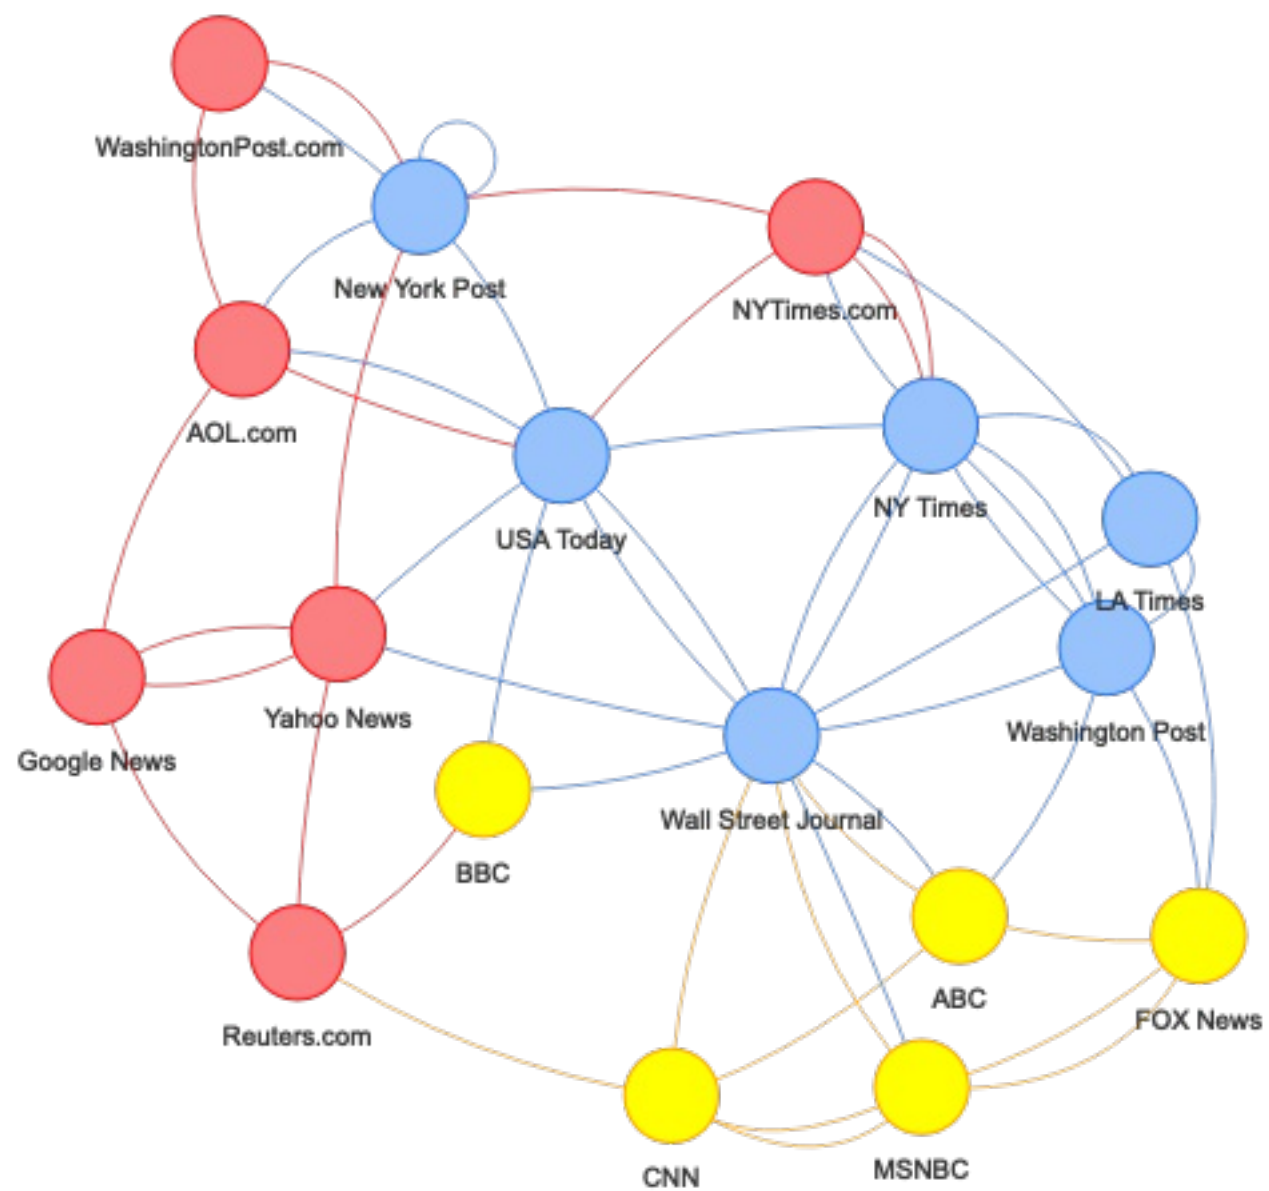 WashingtonPost.com
New York Post
NYTimes.com
AOL.com
NY Times
USA Today
LA Times
Yahoo News
Washington Post
Google News
Wall Street Journal
BBC
ABC
FOX News
Reuters.com
MSNBC
CNN